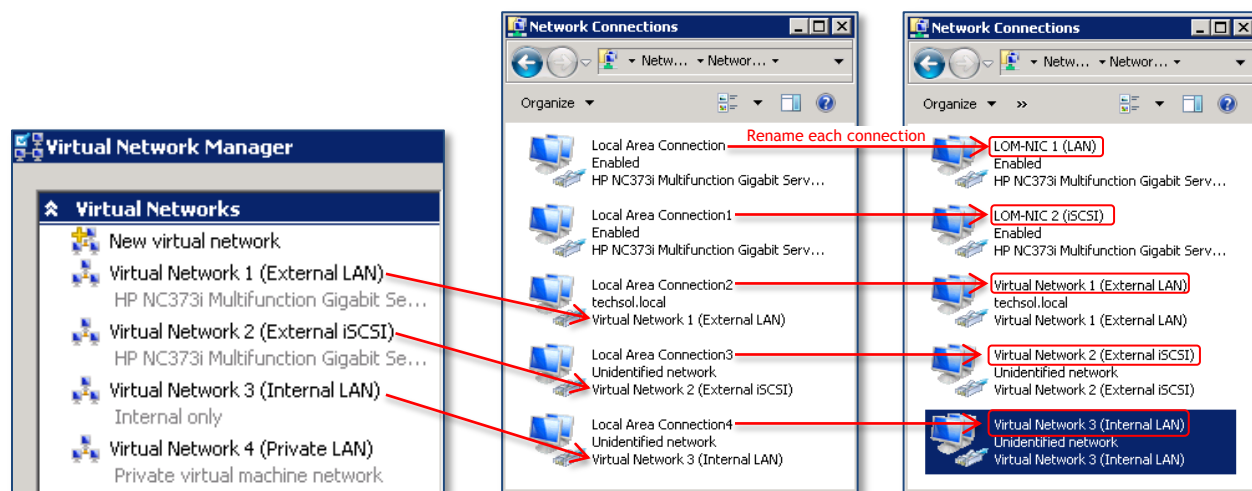 Virtual Network Manager
Virtual Networks
New virtual network
Virtual Network 1 (External LAN)
HP NC373i Multifunction Gigabit Se...
Virtual Network 2 (External iSCSI)
HP NC373i Multifunction Gigabit Se...
Virtual Network 3 (Internal LAN)
Internal only
Virtual Network 4 (Private LAN)
Private virtual machine network
Network Connections
Netw... Networ...
Organize
Local Area Connection
Enabled
HP NC373i Multifunction Gigabit Serv...
Local Area Connection1
Enabled
HP NC373i Multifunction Gigabit Serv...
Local Area Connection2
techsol.local
Virtual Network 1 (External LAN)
Local Area Connection3
Unidentified network
Virtual Network 2 (External iSCSI)
Local Area Connection4
Unidentified network
Virtual Network 3 (Internal LAN)
Rename each connection
Network Connections
Netw... Networ...
Organize »
LOM-NIC 1 (LAN)
Enabled
HP NC373i Multifunction Gigabit Serv...
LOM-NIC 2 (iSCSI)
Enabled
HP NC373i Multifunction Gigabit Serv...
Virtual Network 1 (External LAN)
techsol.local
Virtual Network 1 (External LAN)
Virtual Network 2 (External iSCSI)
Unidentified network
Virtual Network 2 (External iSCSI)
Virtual Network 3 (Internal LAN)
Unidentified network
Virtual Network 3 (Internal LAN)